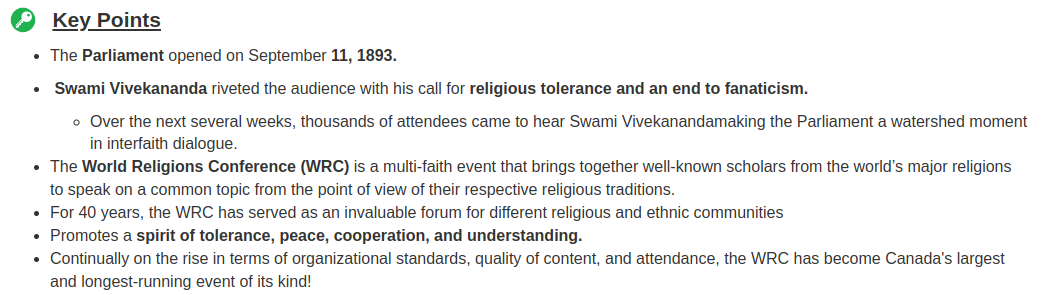 Key Points
The Parliament opened on September 11, 1893.
Swami Vivekananda riveted the audience with his call for religious tolerance and an end to fanaticism.
Over the next several weeks, thousands of attendees came to hear Swami Vivekanandamaking the Parliament a watershed moment
in interfaith dialogue.
The World Religions Conference (WRC) is a multi-faith event that brings together well-known scholars from the world's major religions
to speak on a common topic from the point of view of their respective religious traditions.
For 40 years, the WRC has served as an invaluable forum for different religious and ethnic communities
Promotes a spirit of tolerance, peace, cooperation, and understanding.
Continually on the rise in terms of organizational standards, quality of content, and attendance, the WRC has become Canada's largest
and longest-running event of its kind!